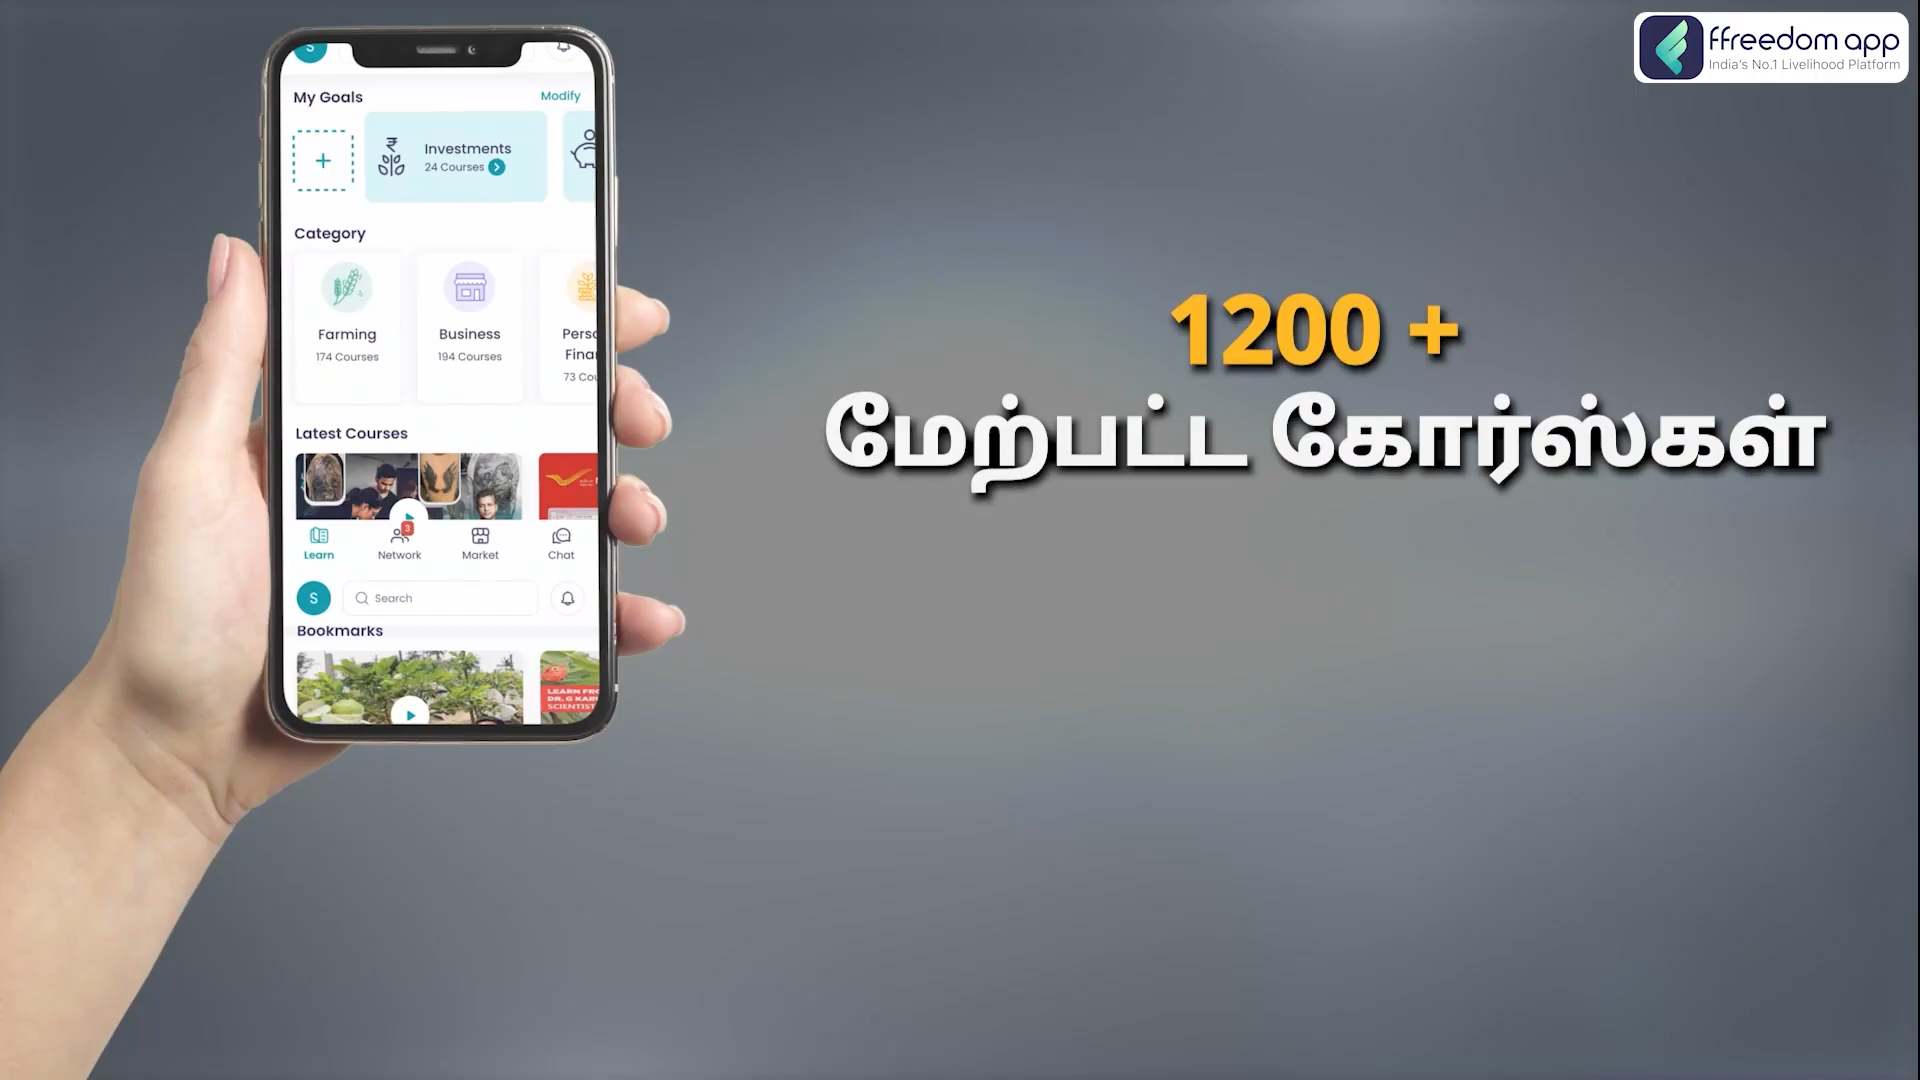 ffreedom app
India's No.1 Livelihood Platform
S
My Goals
Modify
Investments
24 Courses
Category
Farming
174 Courses
Business
194 Courses
Latest Courses
1200 +
மேற்பட்ட கோர்ஸ்கள்
3
Learn
Network
Market
Chat
S
Search
Bookmarks